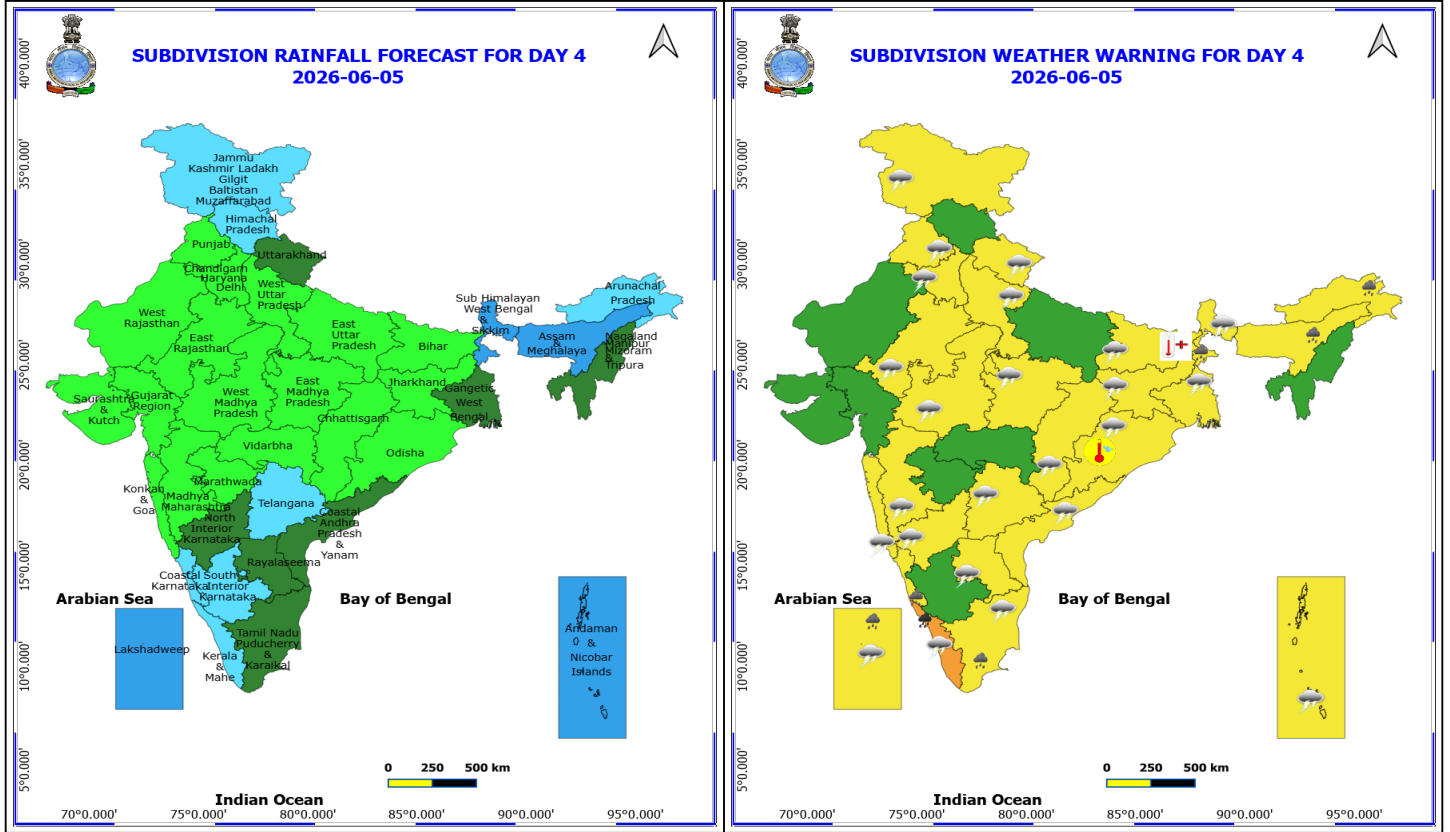 SUBDIVISION RAINFALL FORECAST FOR DAY 4
2026-06-05
40°0.000'
35°0.000'
30°0.000'
25°0.000'
20°0.000'
15°0.000'
10°0.000'
5°0.000'
Jammu
Kashmir Ladakh
Gilgit
Baltistan
Muzaffarabad
Himachal
Pradesh
Punjab
Uttarakhand
Chandigarh
Haryana
Delhi
West
Uttar
Pradesh
West
Rajasthan
East
Rajasthan
East
Uttar
Pradesh
Bihar
Sub Himalayan
West Bengal
&
Sikkim
Arunachal
Pradesh
Assam
&
Meghalaya
Nagaland
Manipur
Mizoram
&
Tripura
Saurashtra
&
Kutch
Gujarat
Region
West
Madhya
Pradesh
East
Madhya
Pradesh
Jharkhand
Gangetic
West
Bengal
Chhattisgarh
Odisha
Vidarbha
Konkan
&
Goa
Madhya
Maharashtra
Marathwada
Telangana
North
Interior
Karnataka
Coastal
Andhra
Pradesh
&
Yanam
Rayalaseema
Coastal
Karnataka
South
Interior
Karnataka
Tamil Nadu
Puducherry
&
Karaikal
Kerala
&
Mahe
Arabian Sea
Bay of Bengal
Lakshadweep
Andaman
&
Nicobar
Islands
0 250 500 km
Indian Ocean
70°0.000' 75°0.000' 80°0.000' 85°0.000' 90°0.000' 95°0.000'
SUBDIVISION WEATHER WARNING FOR DAY 4
2026-06-05
40°0.000'
35°0.000'
30°0.000'
25°0.000'
20°0.000'
15°0.000'
10°0.000'
5°0.000'
Arabian Sea
Bay of Bengal
0 250 500 km
Indian Ocean
70°0.000' 75°0.000' 80°0.000' 85°0.000' 90°0.000' 95°0.000'